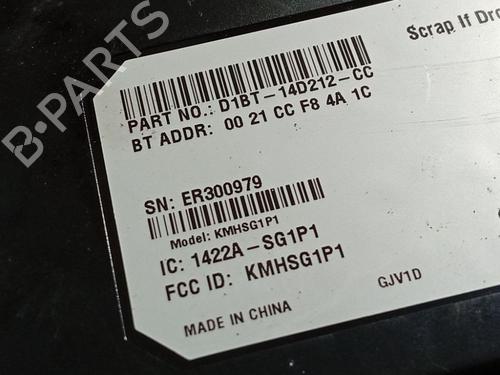 B-PARTS
Scrap If Dro
PART NO.: D1BT-14D212-CC
BT ADDR: 00 21 CC F8 4A 1C
SN: ER300979
Model: KMHSG1P1
IC: 1422A-SG1P1
FCC ID: KMHSG1P1
GJV1D
MADE IN CHINA